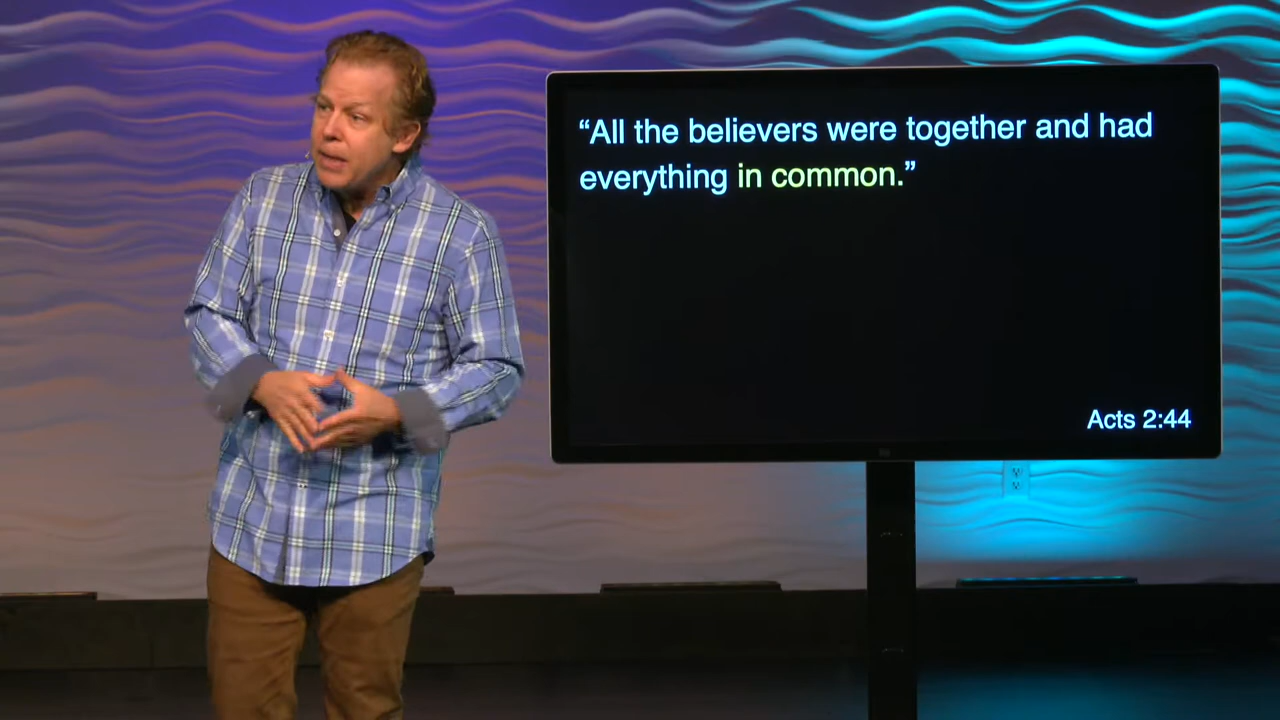 “All the believers were together and had
everything in common.”
Acts 2:44